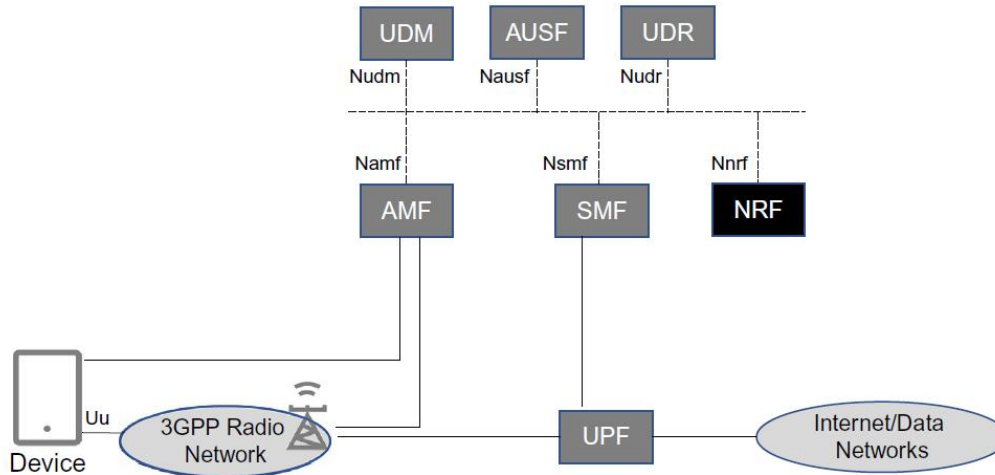 UDM
AUSF
UDR
Nudm
Nausf
Nudr
Namf
Nsmf
Nnrf
AMF
SMF
NRF
Uu
3GPP Radio
Network
UPF
Internet/Data
Networks
Device